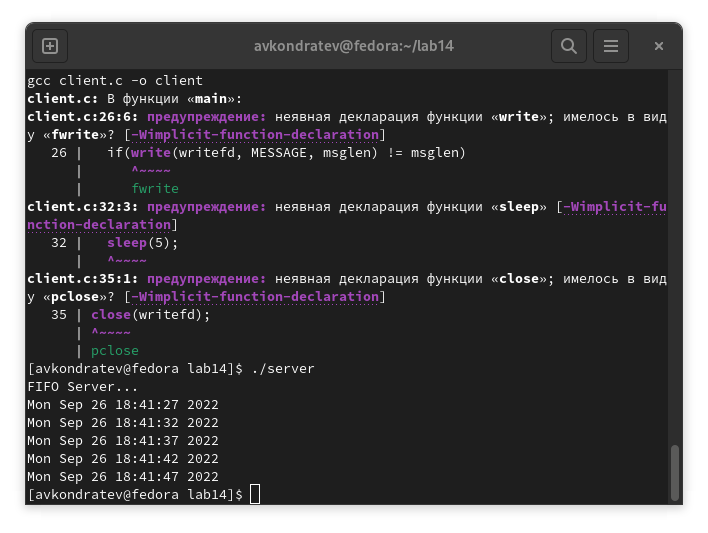 avkondratev@fedora:~/lab14
gcc client.c -o client
client.c: В функции «main»:
client.c:26:6: предупреждение: неявная декларация функции «write»; имелось в вид
у «fwrite»? [-Wimplicit-function-declaration]
   26 |   if(write(writefd, MESSAGE, msglen) != msglen)
      |      ^~~~~
      |      fwrite
client.c:32:3: предупреждение: неявная декларация функции «sleep» [-Wimplicit-fu
nction-declaration]
   32 |   sleep(5);
      |   ^~~~~
client.c:35:1: предупреждение: неявная декларация функции «close»; имелось в вид
у «pclose»? [-Wimplicit-function-declaration]
   35 | close(writefd);
      | ^~~~~
      | pclose
[avkondratev@fedora lab14]$ ./server
FIFO Server...
Mon Sep 26 18:41:27 2022
Mon Sep 26 18:41:32 2022
Mon Sep 26 18:41:37 2022
Mon Sep 26 18:41:42 2022
Mon Sep 26 18:41:47 2022
[avkondratev@fedora lab14]$